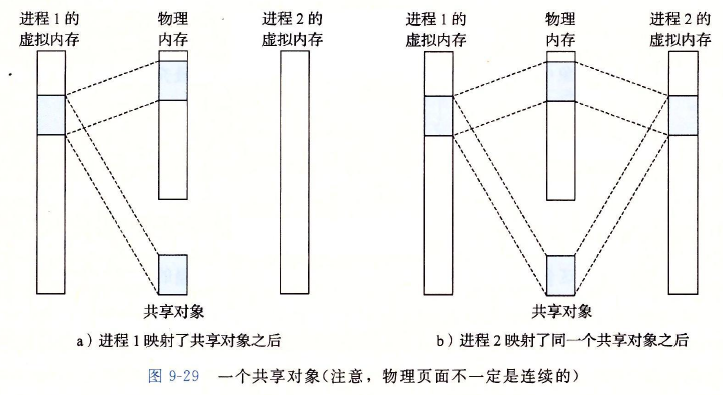 进程1的
虚拟内存
物理
内存
进程2的
虚拟内存
共享对象
a）进程1映射了共享对象之后
进程1的
虚拟内存
物理
内存
进程2的
虚拟内存
共享对象
b）进程2映射了同一个共享对象之后
图 9-29 一个共享对象(注意，物理页面不一定是连续的)